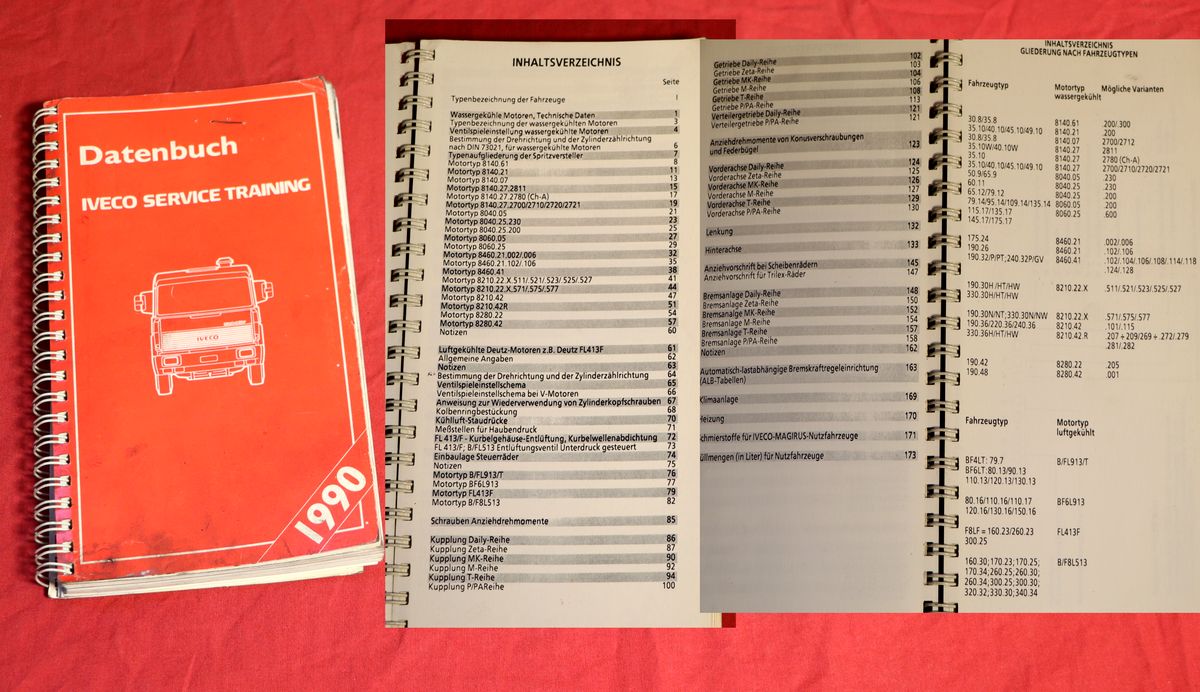 Datenbuch
IVECO SERVICE TRAINING
IVECO
1990
INHALTSVERZEICHNIS
Seite
Typenbezeichnung der Fahrzeuge I
Wassergekühle Motoren, Technische Daten 1
Typenbezeichnung der wassergekühlten Motoren 3
Ventilspieleinstellung wassergekühlte Motoren 4
Bestimmung der Drehrichtung und der Zylinderzählrichtung
nach DIN 73021, für wassergekühlte Motoren 6
Typenaufgliederung der Spritzversteller 7
Motortyp 8140.61 8
Motortyp 8140.21 11
Motortyp 8140.07 13
Motortyp 8140.27.2811 15
Motortyp 8140.27.2780 (Ch-A) 17
Motortyp 8140.27.2700/2710/2720/2721 19
Motortyp 8040.05 21
Motortyp 8040.25.230 23
Motortyp 8040.25.200 25
Motortyp 8060.05 27
Motortyp 8060.25 29
Motortyp 8460.21.002/.006 32
Motortyp 8460.21.102/.106 35
Motortyp 8460.41 38
Motortyp 8210.22.X.511/.521/.523/.525/.527 41
Motortyp 8210.22.X.571/.575/.577 44
Motortyp 8210.42 47
Motortyp 8210.42R 51
Motortyp 8280.22 54
Motortyp 8280.42 57
Notizen 60
Luftgekühlte Deutz-Motoren z.B. Deutz FL413F 61
Allgemeine Angaben 62
Notizen 63
Bestimmung der Drehrichtung und der Zylinderzählrichtung 64
Ventilspieleinstellschema 65
Ventilspieleinstellschema bei V-Motoren 66
Anweisung zur Wiederverwendung von Zylinderkopfschrauben 67
Kolbenringbestückung 68
Kühlluft-Staudrücke 70
Meßstellen für Haubendruck 71
FL 413/F - Kurbelgehäuse-Entlüftung, Kurbelwellenabdichtung 72
FL 413/F; B/FL513 Entlüftungsventil Unterdruck gesteuert 73
Einbaulage Steuerräder 74
Notizen 75
Motortyp B/FL913/T 76
Motortyp BF6L913 77
Motortyp FL413F 79
Motortyp B/F8L513 82
Schrauben Anziehdrehmomente 85
Kupplung Daily-Reihe 86
Kupplung Zeta-Reihe 87
Kupplung MK-Reihe 90
Kupplung M-Reihe 92
Kupplung T-Reihe 94
Kupplung P/PAReihe 100
Getriebe Daily-Reihe 102
Getriebe Zeta-Reihe 103
Getriebe MK-Reihe 104
Getriebe M-Reihe 106
Getriebe T-Reihe 108
Getriebe P/PA-Reihe 113
Verteilergetriebe Daily-Reihe 121
Verteilergetriebe P/PA-Reihe 121
Anziehdrehmomente von Konusverschraubungen
und Federbügel 123
Vorderachse Daily-Reihe 124
Vorderachse Zeta-Reihe 125
Vorderachse MK-Reihe 126
Vorderachse M-Reihe 127
Vorderachse T-Reihe 129
Vorderachse P/PA-Reihe 130
Lenkung 132
Hinterachse 133
Anziehvorschrift bei Scheibenrädern 145
Anziehvorschrift für Trilex-Räder 147
Bremsanlage Daily-Reihe 148
Bremsanlage Zeta-Reihe 150
Bremsanalge MK-Reihe 152
Bremsanlage M-Reihe 154
Bremsanlage T-Reihe 157
Bremsanlage P/PA-Reihe 158
Notizen 162
Automatisch-lastabhängige Bremskraftregeleinrichtung 163
(ALB-Tabellen)
Klimaanlage 169
Heizung 170
chmierstoffe für IVECO-MAGIRUS-Nutzfahrzeuge 171
üllmengen (in Liter) für Nutzfahrzeuge 173
INHALTSVERZEICHNIS
GLIEDERUNG NACH FAHRZEUGTYPEN
Fahrzeugtyp Motortyp Mögliche Varianten
wassergekühlt
30.8/35.8 8140.61 .200/.300
35.10/40.10/45.10/49.10 8140.21 .200
30.8/35.8 8140.07 2700/2712
35.10W/40.10W 8140.27 2811
35.10 8140.27 2780 (Ch-A)
35.10/40.10/45.10/49.10 8140.27 2700/2710/2720/2721
50.9/65.9 8040.05 .230
60.11 8040.25 .230
65.12/79.12 8040.25 .200
79.14/95.14/109.14/135.14 8060.05 .200
115.17/135.17 8060.25 .600
145.17/175.17
175.24 8460.21 .002/.006
190.26 8460.21 .102/.106
190.32/P/PT;240.32P/GV 8460.41 .102/.104/.106/.108/.114/.118
.124/.128
190.30H /HT/HW 8210.22.X .511/.521/.523/.525/.527
330.30H/HT/HW
190.30N/NT;330.30N/NW 8210.22.X .571/.575/.577
190.36/220.36/240.36 8210.42 .101/.115
330.36H/HT/HW 8210.42.R .207÷209/269÷.272/.279
.281/.282
190.42 8280.22 .205
190.48 8280.42 .001
Fahrzeugtyp Motortyp
luftgekühlt
BF4LT: 79.7 B/FL913/T
BF6LT:80.13/90.13
110.13/120.13/130.13
80.16/110.16/110.17 BF6L913
120.16/130.16/150.16
F8LF = 160.23/260.23 FL413F
300.25
160.30;170.23;170.25; B/F8L513
170.34;260.25;260.30;
260.34;300.25;300.30;
320.32;330.30;340.34